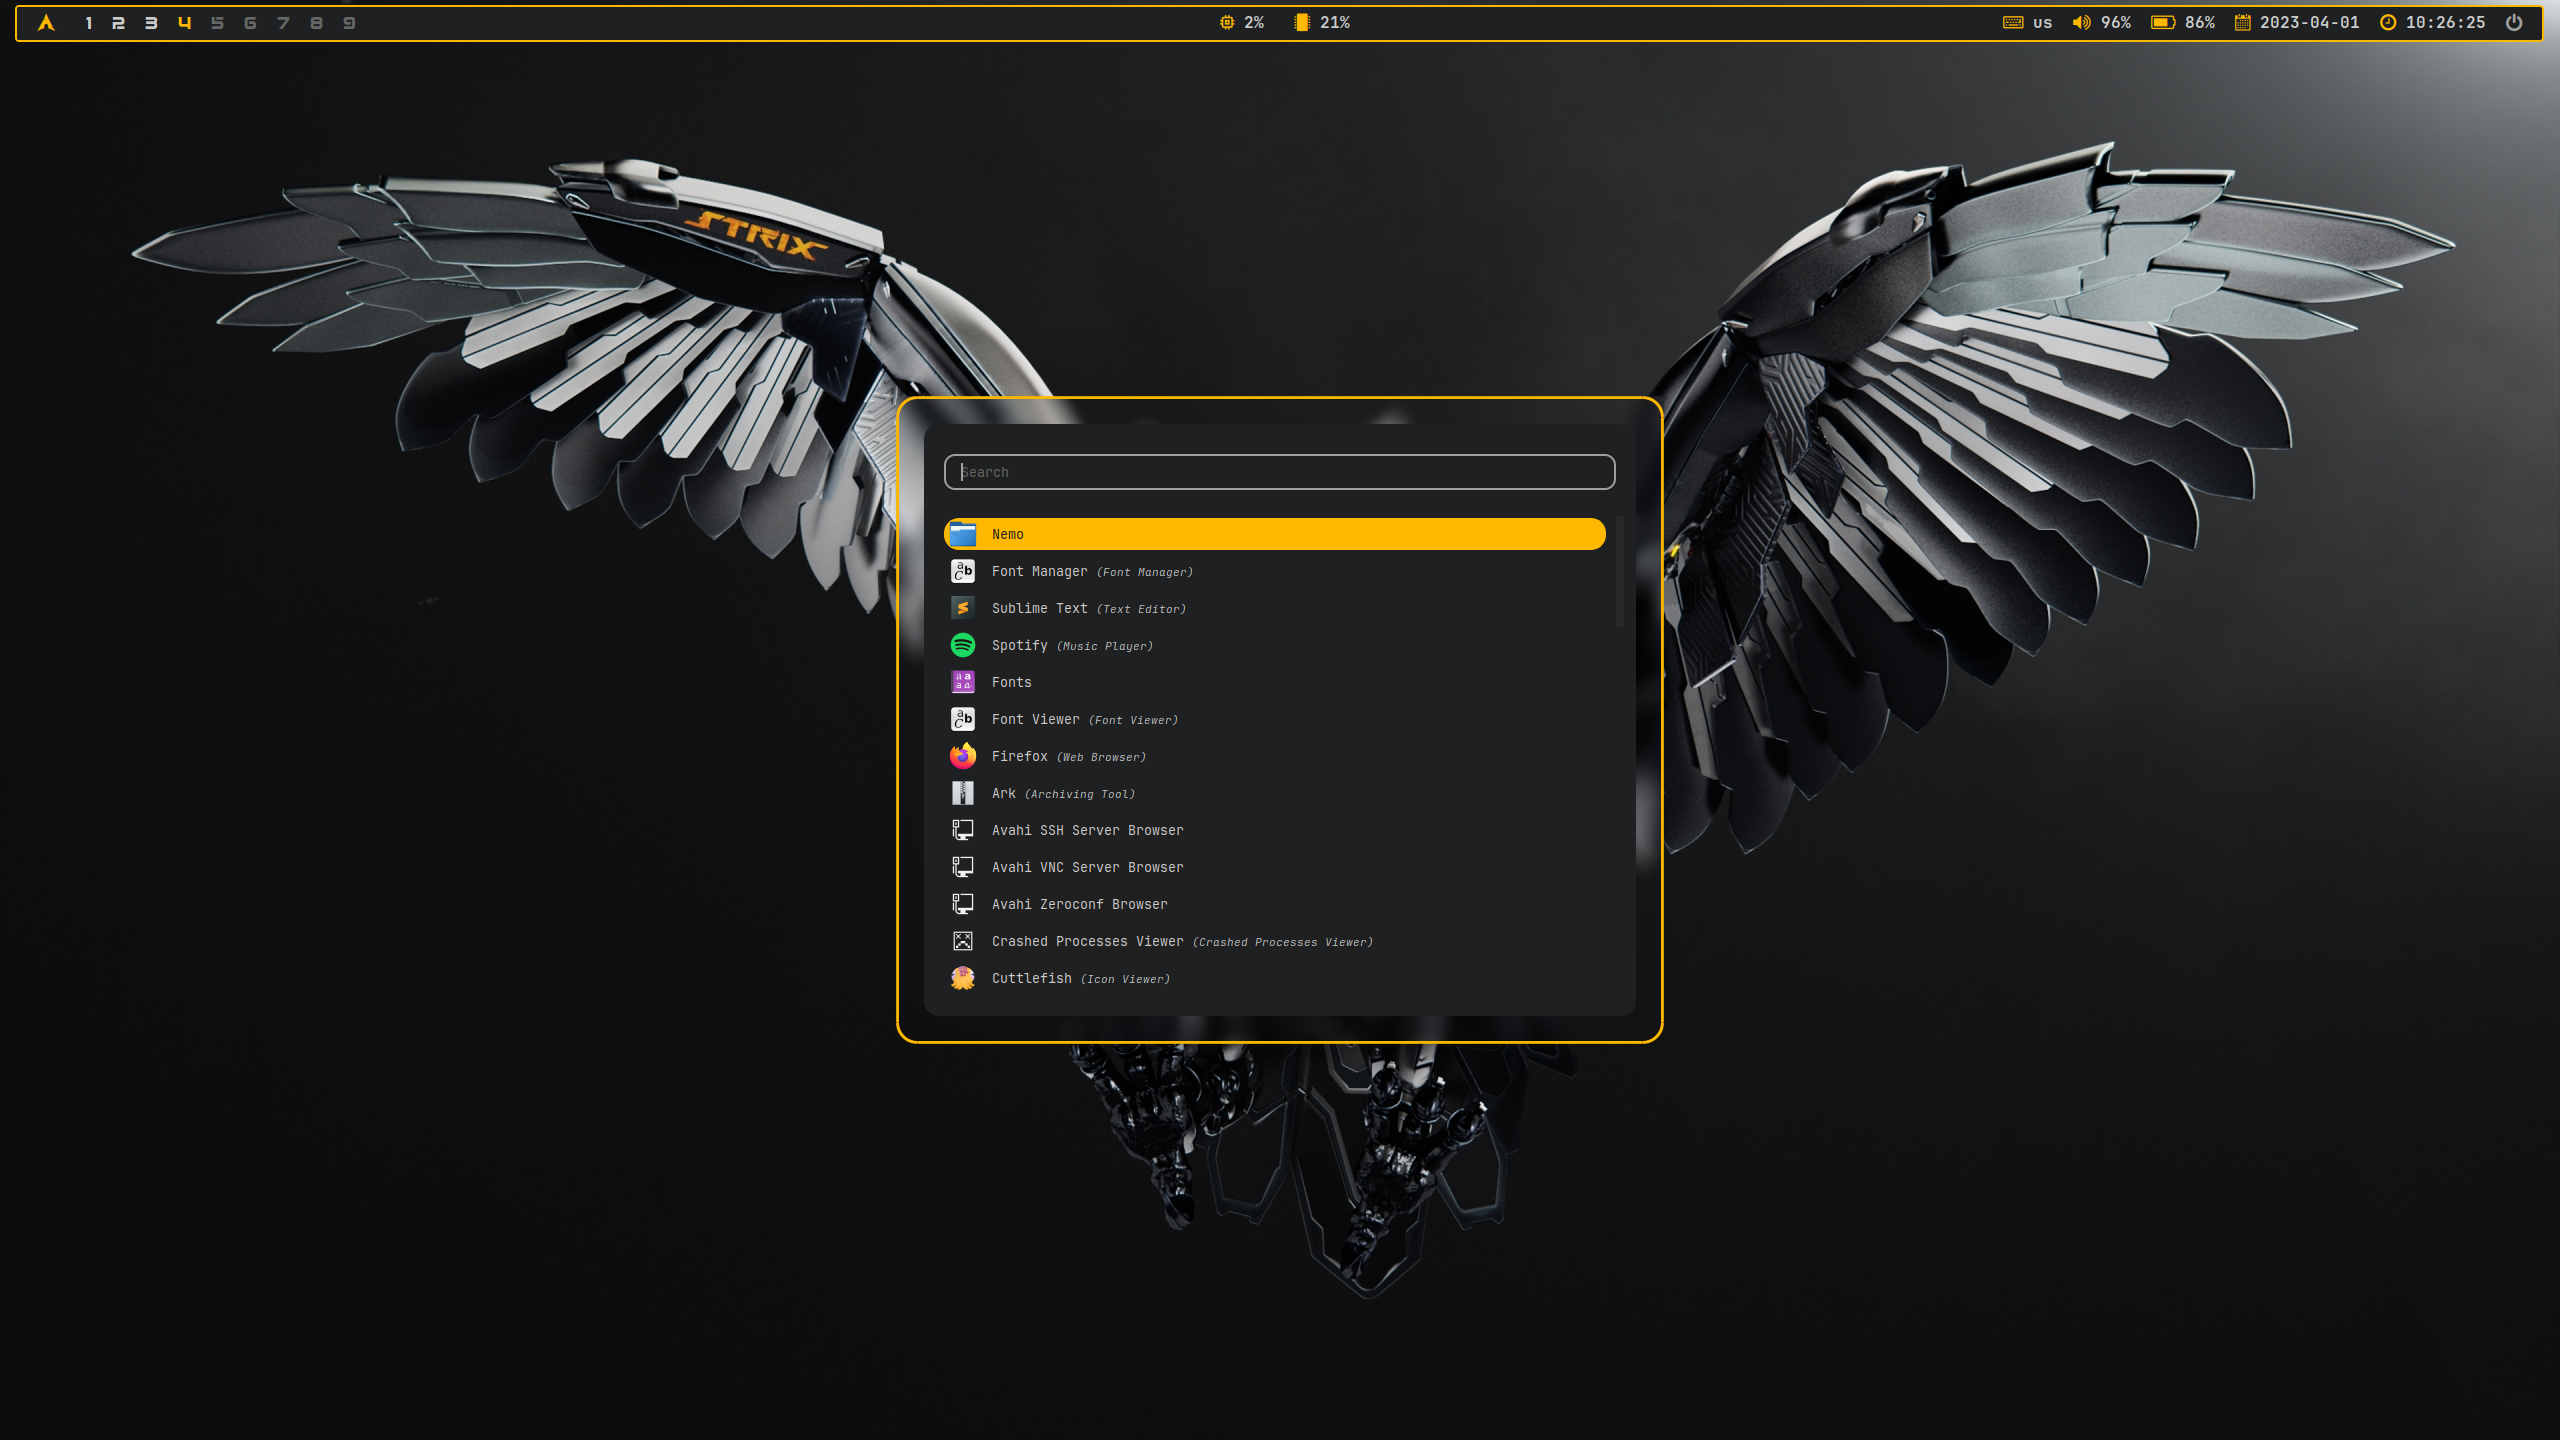 1 2 3 4 5 6 7 8 9 2% 21% US 96% 86% 2023-04-01 10:26:25
STRIX
Search
Nemo
Font Manager (Font Manager)
Sublime Text (Text Editor)
Spotify (Music Player)
Fonts
Font Viewer (Font Viewer)
Firefox (Web Browser)
Ark (Archiving Tool)
Avahi SSH Server Browser
Avahi VNC Server Browser
Avahi Zeroconf Browser
Crashed Processes Viewer (Crashed Processes Viewer)
Cuttlefish (Icon Viewer)